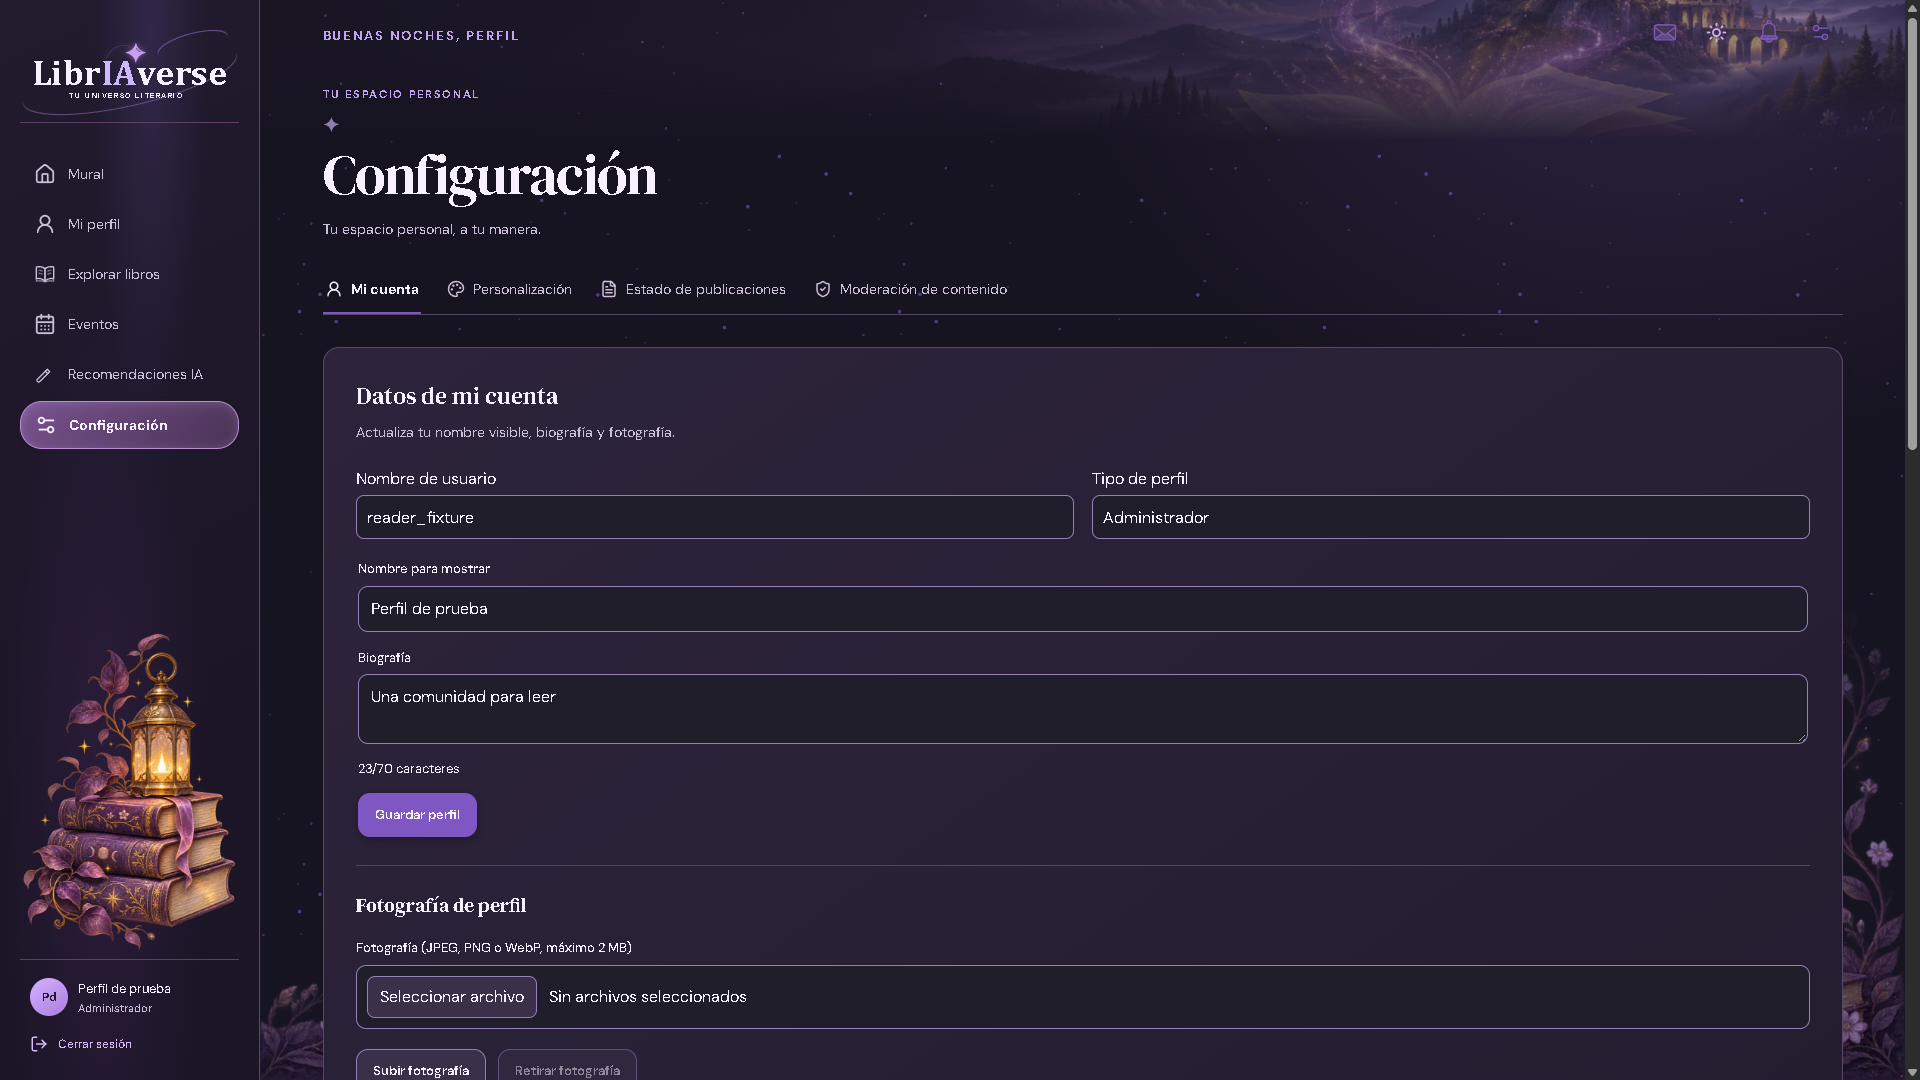 LibrIAverse
TU UNIVERSO LITERARIO
Mural
Mi perfil
Explorar libros
Eventos
Recomendaciones IA
Configuración
Perfil de prueba
Pd
Administrador
Cerrar sesión
BUENAS NOCHES, PERFIL
TU ESPACIO PERSONAL
Configuración
Tu espacio personal, a tu manera.
Mi cuenta
Personalización
Estado de publicaciones
Moderación de contenido
Datos de mi cuenta
Actualiza tu nombre visible, biografía y fotografía.
Nombre de usuario
reader_fixture
Tipo de perfil
Administrador
Nombre para mostrar
Perfil de prueba
Biografía
Una comunidad para leer
23/70 caracteres
Guardar perfil
Fotografía de perfil
Fotografía (JPEG, PNG o WebP, máximo 2 MB)
Seleccionar archivo
Sin archivos seleccionados
Subir fotografía
Retirar fotografía